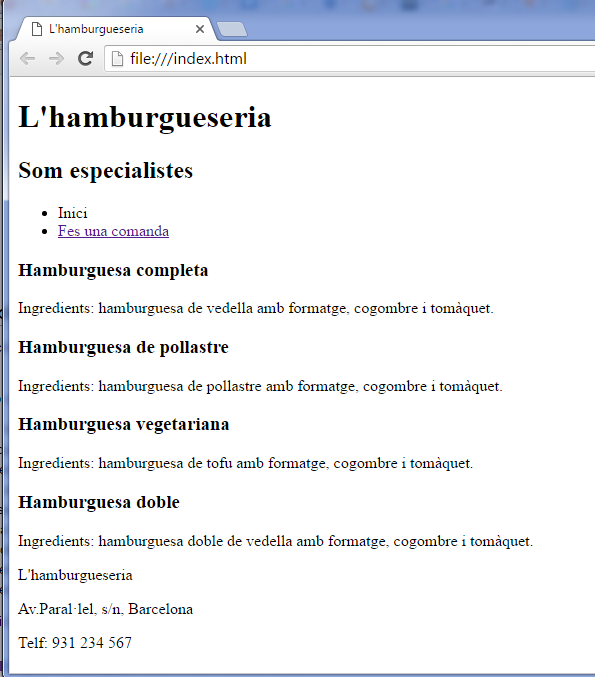 L'hamburgueseria
file:///index.html
L'hamburgueseria
Som especialistes
Inici
Fes una comanda
Hamburguesa completa
Ingredients: hamburguesa de vedella amb formatge, cogombre i tomàquet.
Hamburguesa de pollastre
Ingredients: hamburguesa de pollastre amb formatge, cogombre i tomàquet.
Hamburguesa vegetariana
Ingredients: hamburguesa de tofu amb formatge, cogombre i tomàquet.
Hamburguesa doble
Ingredients: hamburguesa doble de vedella amb formatge, cogombre i tomàquet.
L'hamburgueseria
Av.Paral·lel, s/n, Barcelona
Telf: 931 234 567